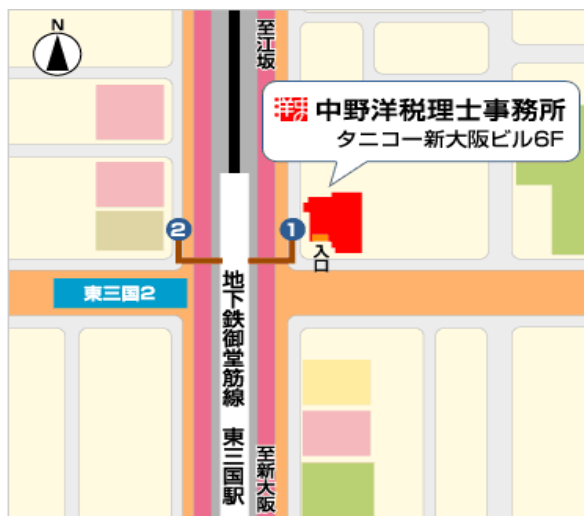 N
至江坂
中野洋税理士事務所
タニコー新大阪ビル6F
2
1
入口
東三国2
地下鉄御堂筋線 東三国駅
至新大阪